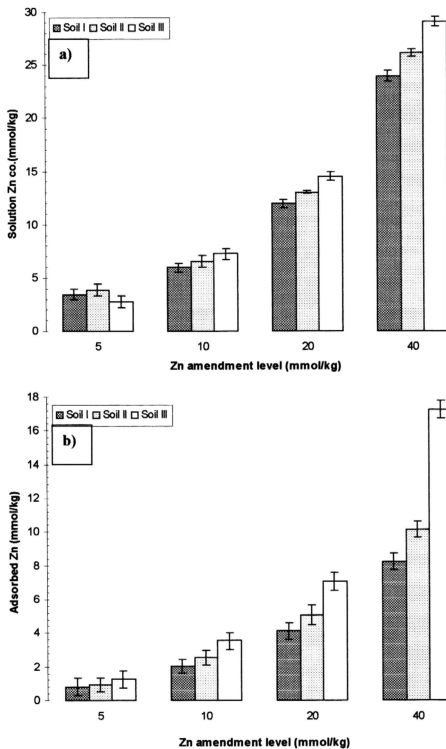 30
Soil I Soil II Soil III
25
a)
20
15
10
5
0
Solution Zn co.(mmol/kg)
5 10 20 40
Zn amendment level (mmol/kg)
18
Soil I Soil II Soil III
16
b)
14
12
10
8
6
4
2
0
Adsorbed Zn (mmol/kg)
5 10 20 40
Zn amendment level (mmol/kg)